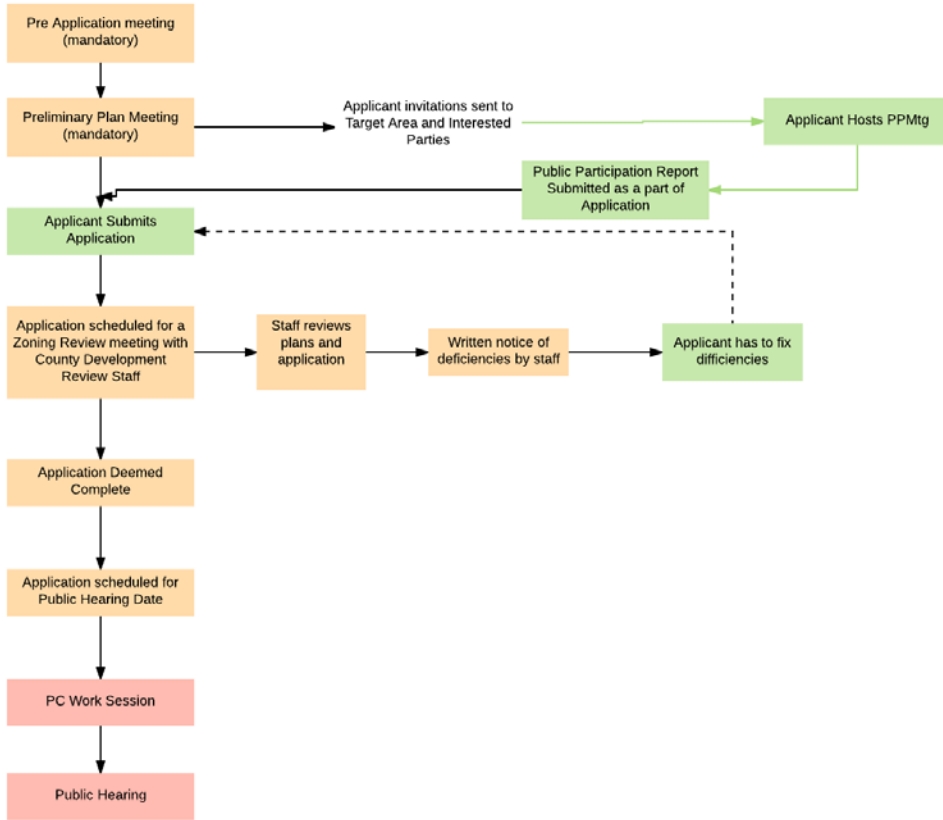 Pre Application meeting
(mandatory)
Preliminary Plan Meeting
(mandatory)
Applicant invitations sent to
Target Area and Interested
Parties
Applicant Hosts PPMtg
Public Participation Report
Submitted as a part of
Application
Applicant Submits
Application
Application scheduled for a
Zoning Review meeting with
County Development
Review Staff
Staff reviews
plans and
application
Written notice of
deficiencies by staff
Applicant has to fix
difficiencies
Application Deemed
Complete
Application scheduled for
Public Hearing Date
PC Work Session
Public Hearing